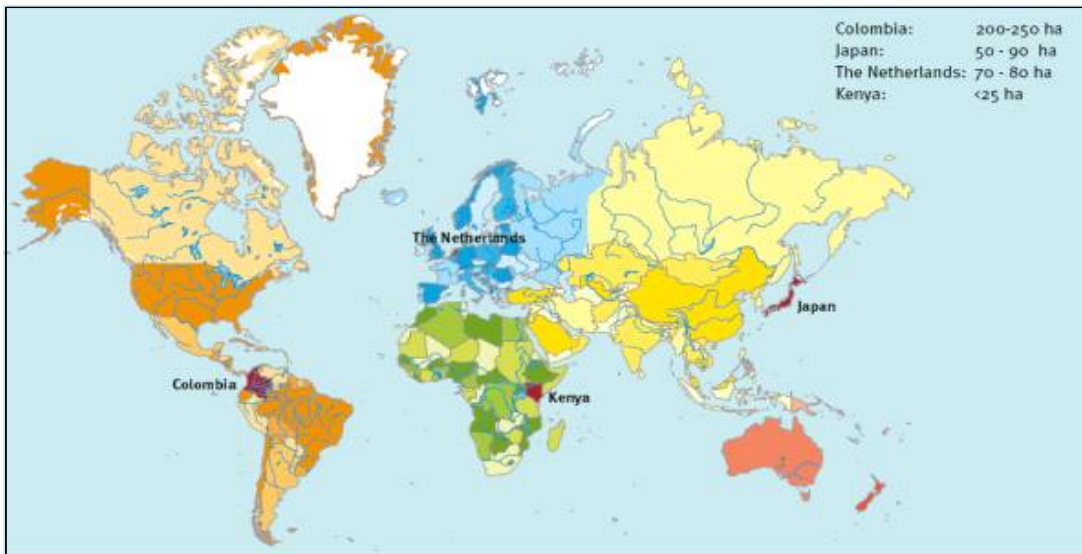 Colombia: 200-250 ha
Japan: 50 - 90 ha
The Netherlands: 70 - 80 ha
Kenya: <25 ha
The Netherlands
Japan
Colombia
Kenya